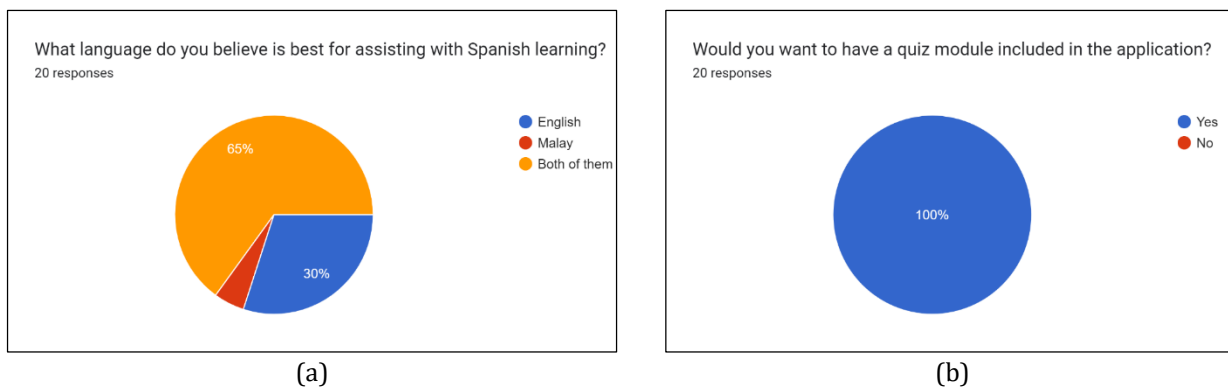 What language do you believe is best for assisting with Spanish learning?
20 responses
65%
30%
English
Malay
Both of them
(a)
Would you want to have a quiz module included in the application?
20 responses
100%
Yes
No
(b)